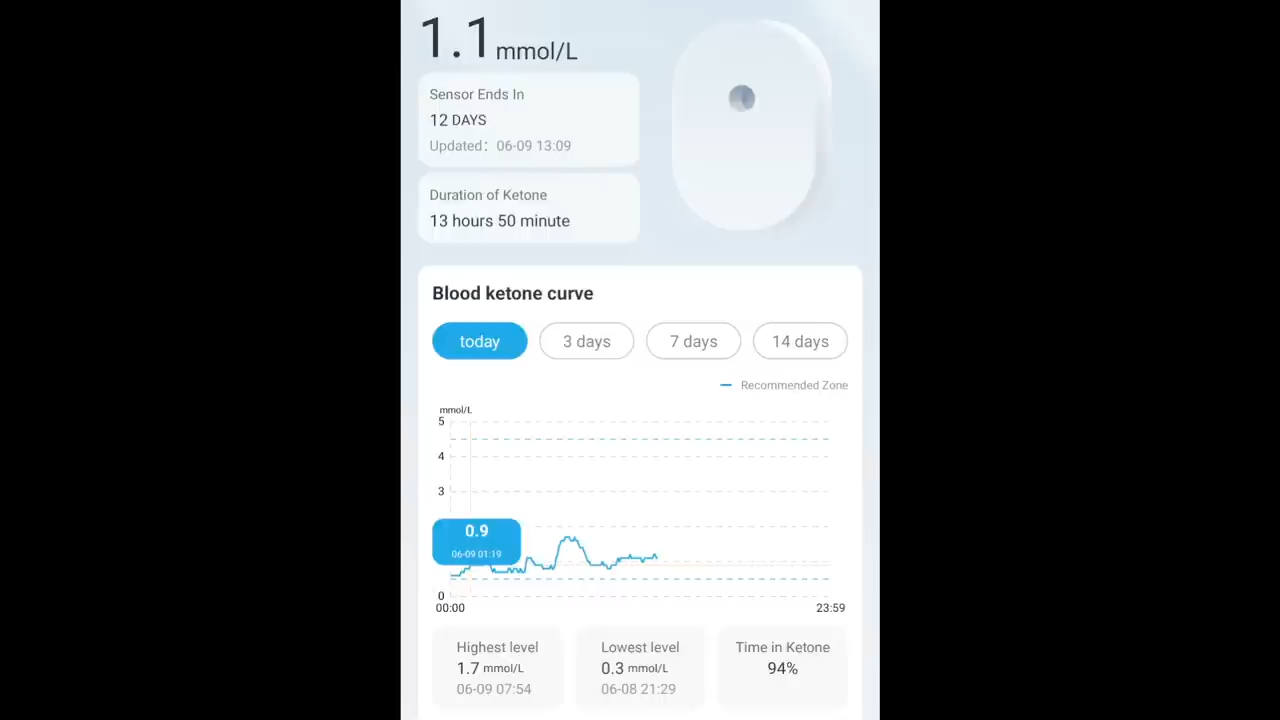 1.1 mmol/L
Sensor Ends In
12 DAYS
Updated： 06-09 13:09
Duration of Ketone
13 hours 50 minute
Blood ketone curve
today 3 days 7 days 14 days
Recommended Zone
mmol/L
5
4
3
0.9
06-09 01:19
0
00:00 23:59
Highest level Lowest level Time in Ketone
1.7 mmol/L 0.3 mmol/L 94%
06-09 07:54 06-08 21:29